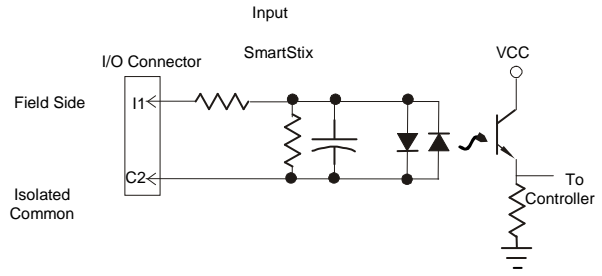 Input
SmartStix
I/O Connector
VCC
Field Side
I1
C2
Isolated
Common
To
Controller